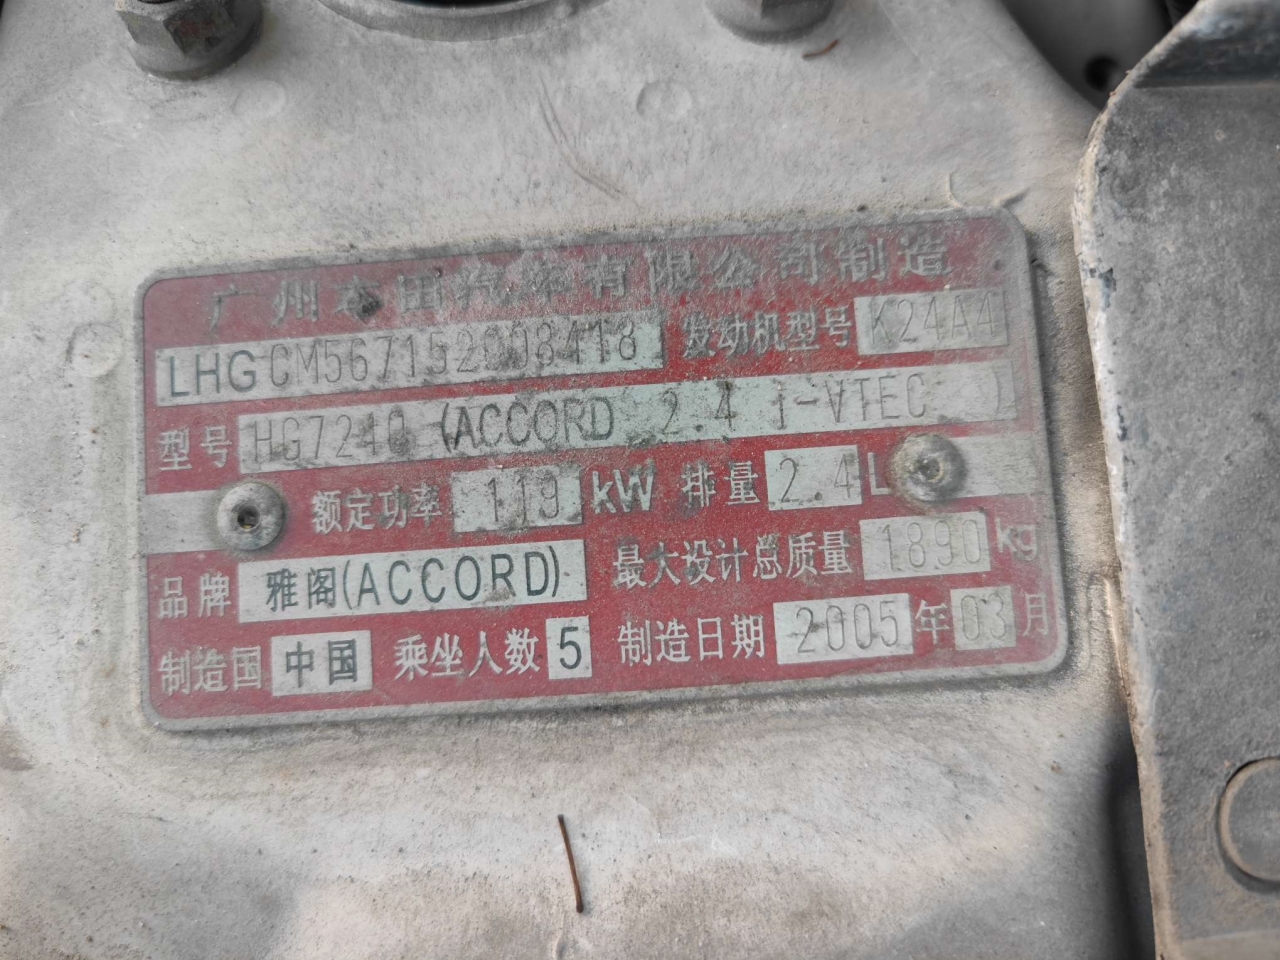 广州本田汽车有限公司制造
LHGCM567152098418 发动机型号 K24A4
型号 HG7240 (ACCORD 2.4 i-VTEC )
额定功率 119 kW 排量 2.4 L
品牌 雅阁(ACCORD) 最大设计总质量 1890 kg
制造国 中国 乘坐人数 5 制造日期 2005 年 03 月